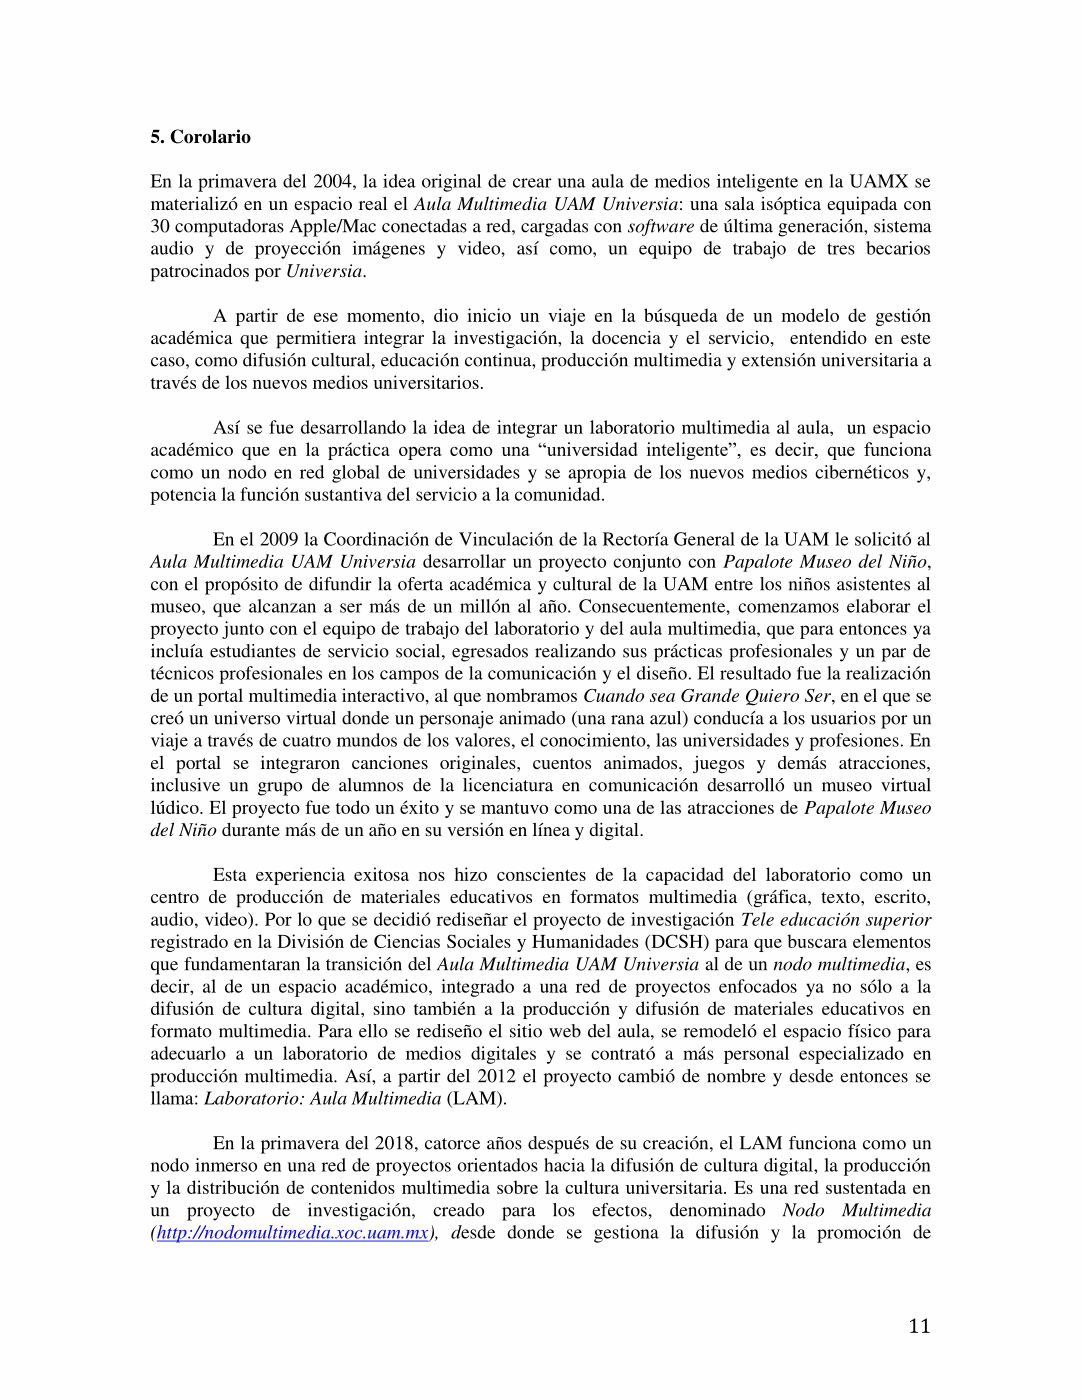 5. Corolario
En la primavera del 2004, la idea original de crear una aula de medios inteligente en la UAMX se
materializó en un espacio real el Aula Multimedia UAM Universia: una sala isóptica equipada con
30 computadoras Apple/Mac conectadas a red, cargadas con software de última generación, sistema
audio y de proyección imágenes y video, así como, un equipo de trabajo de tres becarios
patrocinados por Universia.
A partir de ese momento, dio inicio un viaje en la búsqueda de un modelo de gestión
académica que permitiera integrar la investigación, la docencia y el servicio, entendido en este
caso, como difusión cultural, educación continua, producción multimedia y extensión universitaria a
través de los nuevos medios universitarios.
Así se fue desarrollando la idea de integrar un laboratorio multimedia al aula, un espacio
académico que en la práctica opera como una “universidad inteligente”, es decir, que funciona
como un nodo en red global de universidades y se apropia de los nuevos medios cibernéticos y,
potencia la función sustantiva del servicio a la comunidad.
En el 2009 la Coordinación de Vinculación de la Rectoría General de la UAM le solicitó al
Aula Multimedia UAM Universia desarrollar un proyecto conjunto con Papalote Museo del Niño,
con el propósito de difundir la oferta académica y cultural de la UAM entre los niños asistentes al
museo, que alcanzan a ser más de un millón al año. Consecuentemente, comenzamos elaborar el
proyecto junto con el equipo de trabajo del laboratorio y del aula multimedia, que para entonces ya
incluía estudiantes de servicio social, egresados realizando sus prácticas profesionales y un par de
técnicos profesionales en los campos de la comunicación y el diseño. El resultado fue la realización
de un portal multimedia interactivo, al que nombramos Cuando sea Grande Quiero Ser, en el que se
creó un universo virtual donde un personaje animado (una rana azul) conducía a los usuarios por un
viaje a través de cuatro mundos de los valores, el conocimiento, las universidades y profesiones. En
el portal se integraron canciones originales, cuentos animados, juegos y demás atracciones,
inclusive un grupo de alumnos de la licenciatura en comunicación desarrolló un museo virtual
lúdico. El proyecto fue todo un éxito y se mantuvo como una de las atracciones de Papalote Museo
del Niño durante más de un año en su versión en línea y digital.
Esta experiencia exitosa nos hizo conscientes de la capacidad del laboratorio como un
centro de producción de materiales educativos en formatos multimedia (gráfica, texto, escrito,
audio, video). Por lo que se decidió rediseñar el proyecto de investigación Tele educación superior
registrado en la División de Ciencias Sociales y Humanidades (DCSH) para que buscara elementos
que fundamentaran la transición del Aula Multimedia UAM Universia al de un nodo multimedia, es
decir, al de un espacio académico, integrado a una red de proyectos enfocados ya no sólo a la
difusión de cultura digital, sino también a la producción y difusión de materiales educativos en
formato multimedia. Para ello se rediseño el sitio web del aula, se remodeló el espacio físico para
adecuarlo a un laboratorio de medios digitales y se contrató a más personal especializado en
producción multimedia. Así, a partir del 2012 el proyecto cambió de nombre y desde entonces se
llama: Laboratorio: Aula Multimedia (LAM).
En la primavera del 2018, catorce años después de su creación, el LAM funciona como un
nodo inmerso en una red de proyectos orientados hacia la difusión de cultura digital, la producción
y la distribución de contenidos multimedia sobre la cultura universitaria. Es una red sustentada en
un proyecto de investigación, creado para los efectos, denominado Nodo Multimedia
(http://nodomultimedia.xoc.uam.mx), desde donde se gestiona la difusión y la promoción de
11